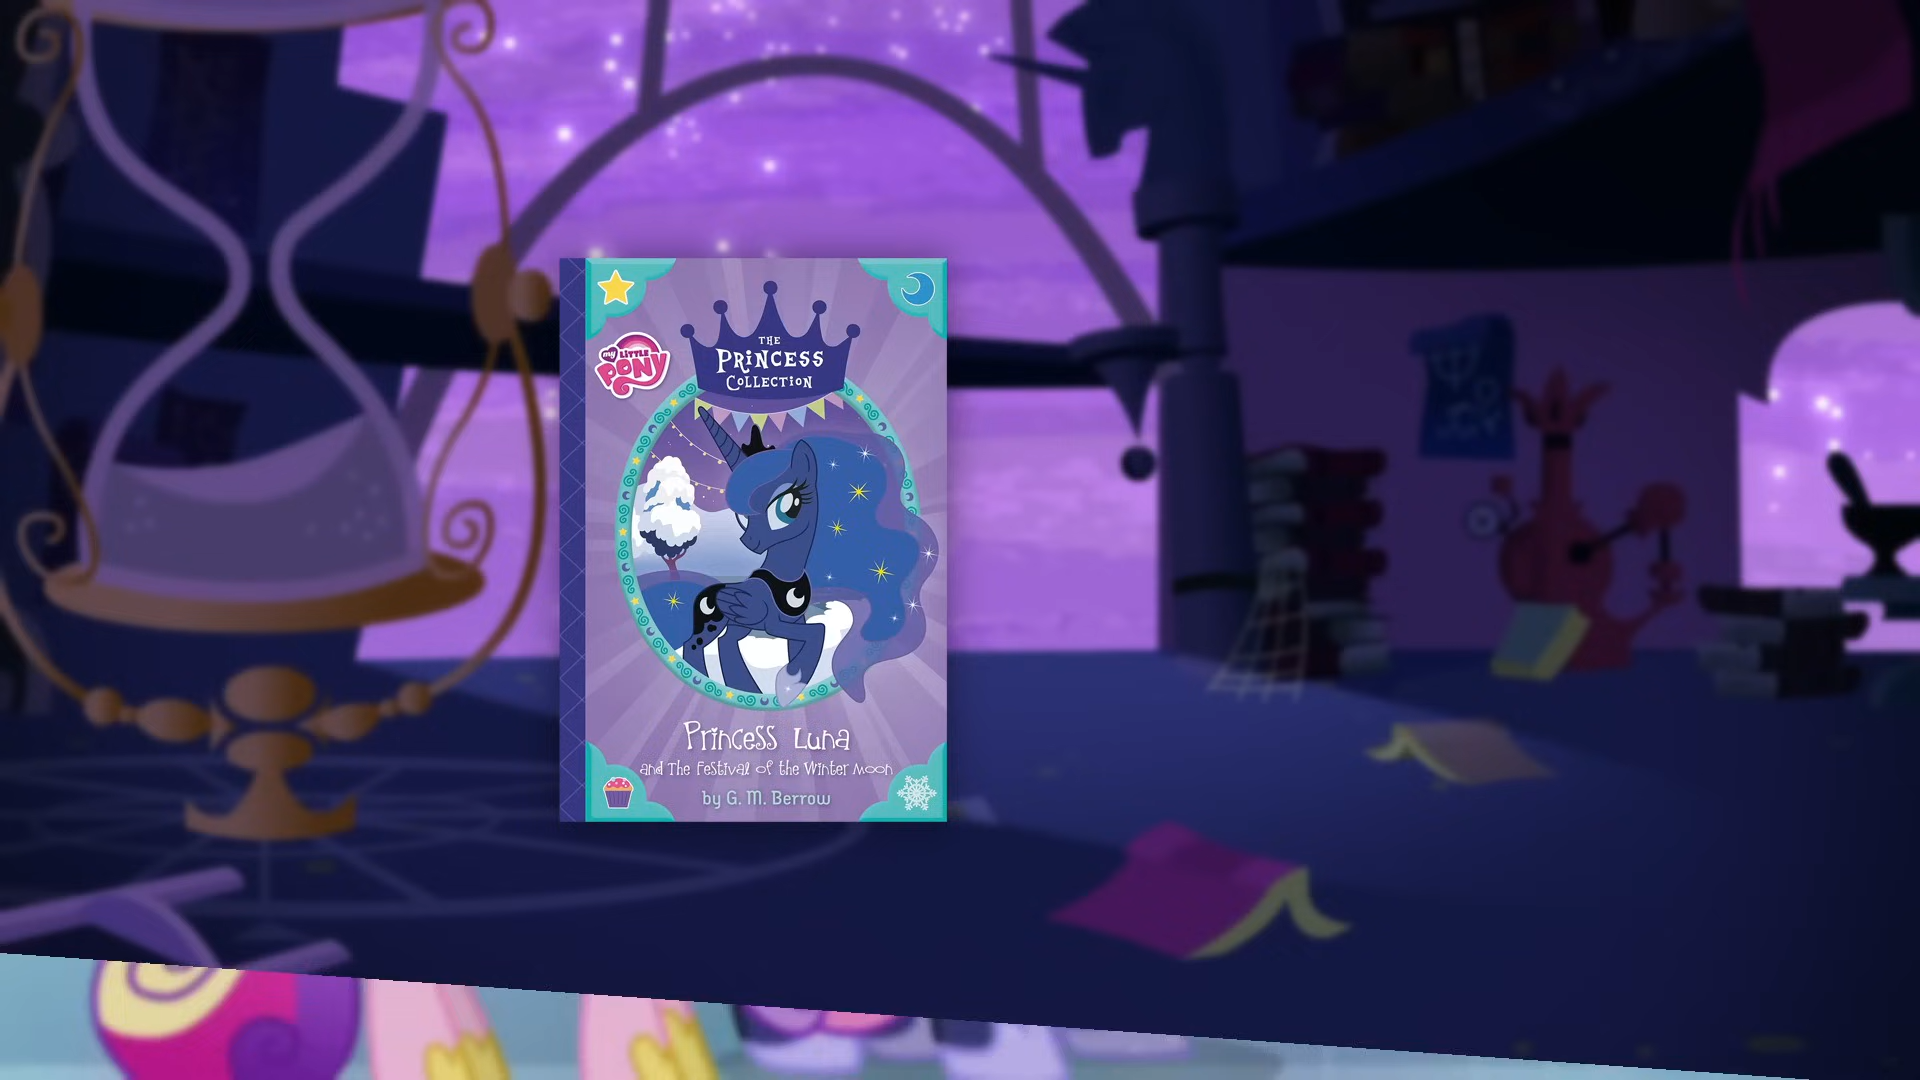 THE
PRINCESS
COLLECTION
my LITTLE
PONY
Princess Luna
and The Festival of the Winter Moon
by G. M. Berrow